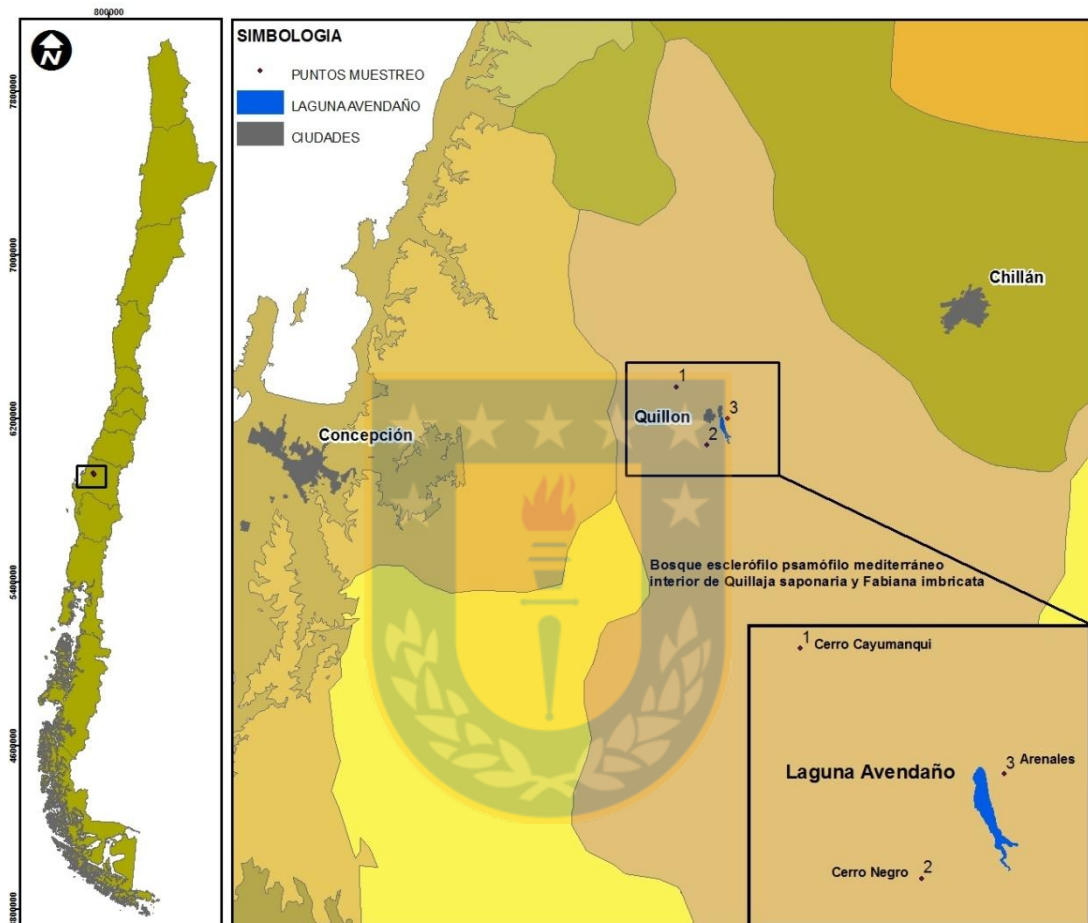 800000
7800000
7000000
6200000
5400000
4600000
N
SIMBOLOGIA
PUNTOS MUESTREO
LAGUNA AVENDAÑO
CIUDADES
Chillán
1
Quillon
3
2
Concepción
Bosque esclerófilo psamófilo mediterráneo
interior de Quillaja saponaria y Fabiana imbricata
1 Cerro Cayumanqui
3 Arenales
Laguna Avendaño
2
Cerro Negro